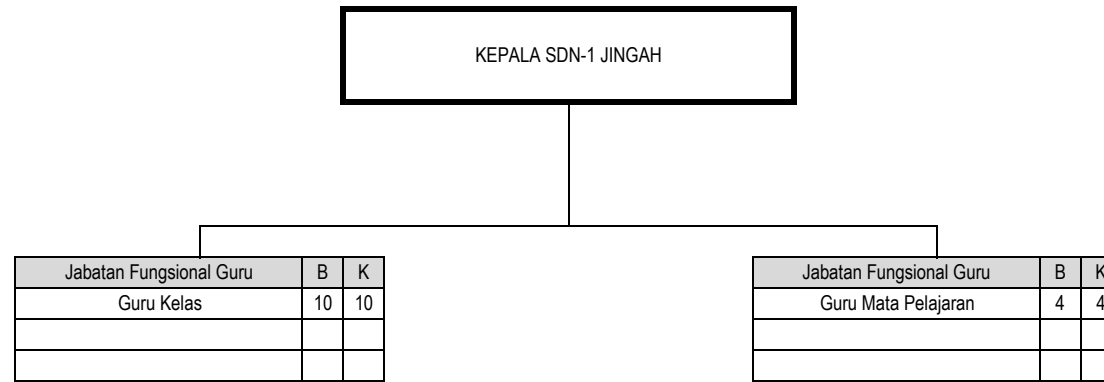 KEPALA SDN-1 JINGAH
Jabatan Fungsional Guru B K
Guru Kelas 10 10
Jabatan Fungsional Guru B K
Guru Mata Pelajaran 4 4